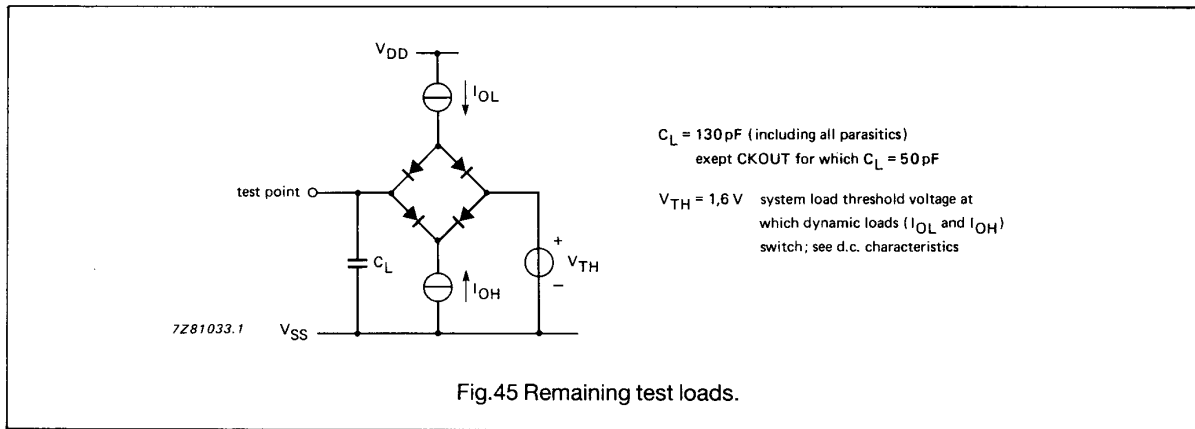 V_DD
I_OL
test point
C_L
I_OH
+
V_TH
−
7Z81033.1
V_SS
C_L = 130 pF (including all parasitics)
exept CKOUT for which C_L = 50 pF
V_TH = 1,6 V system load threshold voltage at
which dynamic loads (I_OL and I_OH)
switch; see d.c. characteristics
Fig.45 Remaining test loads.